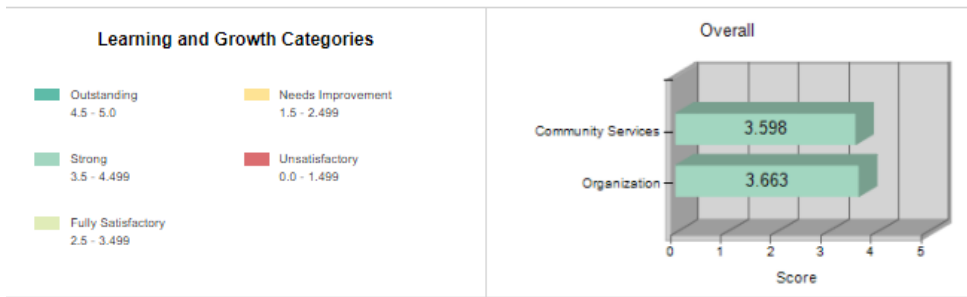 Learning and Growth Categories
Outstanding
4.5 - 5.0
Needs Improvement
1.5 - 2.499
Strong
3.5 - 4.499
Unsatisfactory
0.0 - 1.499
Fully Satisfactory
2.5 - 3.499
Overall
Community Services
3.598
Organization
3.663
0 1 2 3 4 5
Score